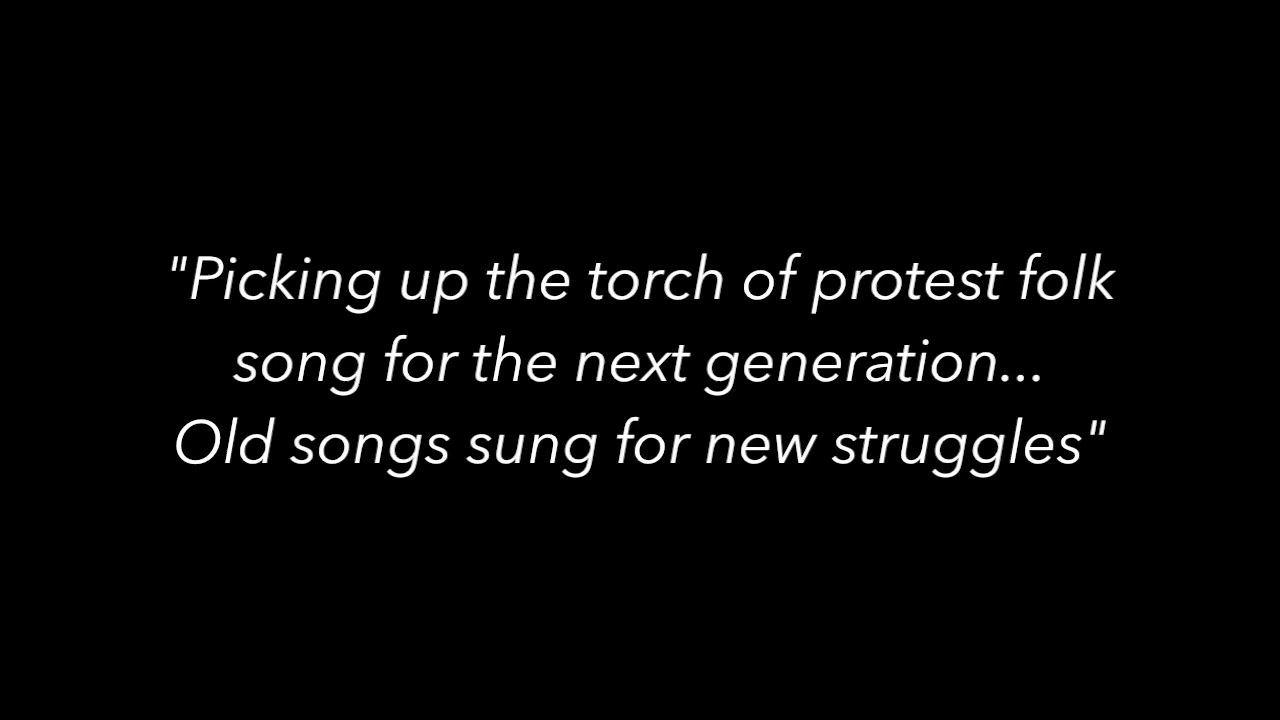 "Picking up the torch of protest folk
song for the next generation...
Old songs sung for new struggles"